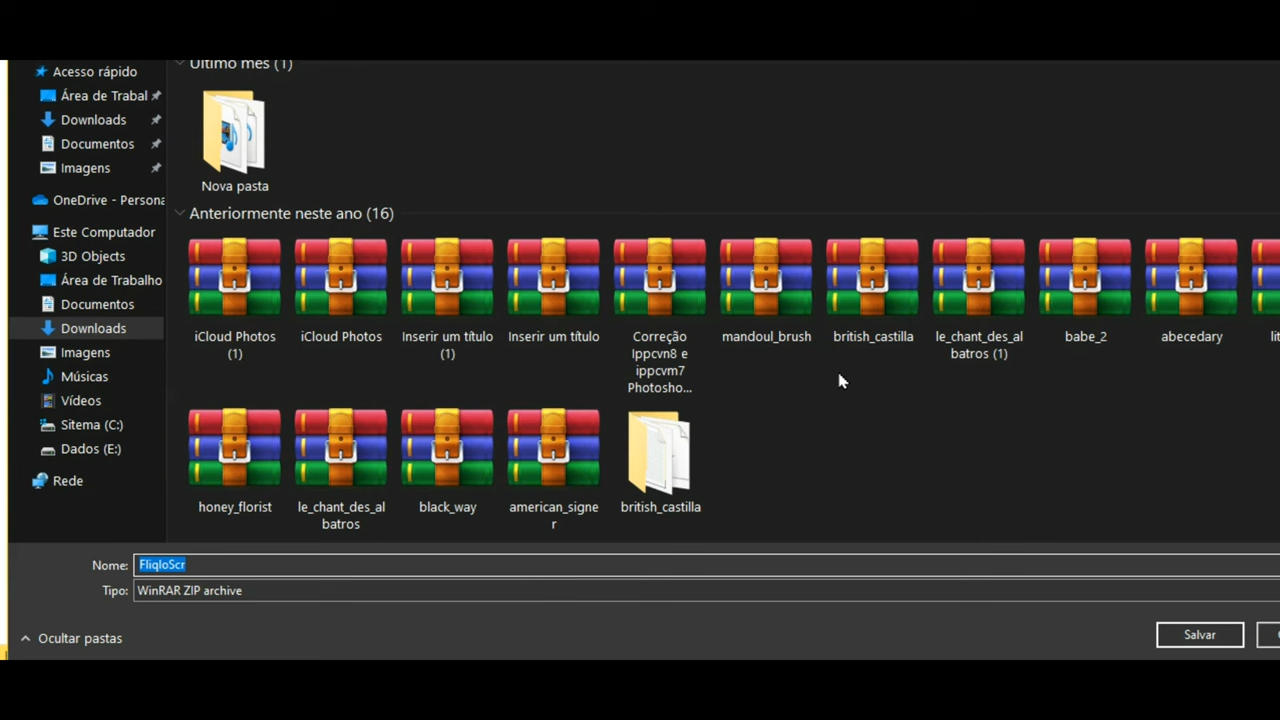 Acesso rápido
Área de Trabal
Downloads
Documentos
Imagens
OneDrive - Persona
Este Computador
3D Objects
Área de Trabalho
Documentos
Downloads
Imagens
Músicas
Vídeos
Sitema (C:)
Dados (E:)
Rede
Último mês (1)
Nova pasta
Anteriormente neste ano (16)
iCloud Photos
(1)
iCloud Photos
Inserir um título
(1)
Inserir um título
Correção
Ippcvn8 e
ippcvm7
Photosho...
mandoul_brush
british_castilla
le_chant_des_al
batros (1)
babe_2
abecedary
lit
honey_florist
le_chant_des_al
batros
black_way
american_signe
r
british_castilla
Nome: FliqloScr
Tipo: WinRAR ZIP archive
Ocultar pastas
Salvar